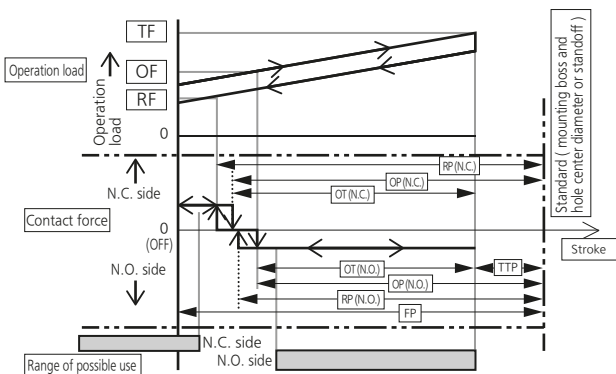 TF
Operation load
OF
RF
Operation
load
0
Standard ( mounting boss and
hole center diameter or standoff)
RP (N.C.)
OP (N.C.)
OT (N.C.)
N.C. side
Contact force
0
(OFF)
Stroke
N.O. side
OT (N.O.)
TTP
OP (N.O.)
RP (N.O.)
FP
N.C. side
N.O. side
Range of possible use